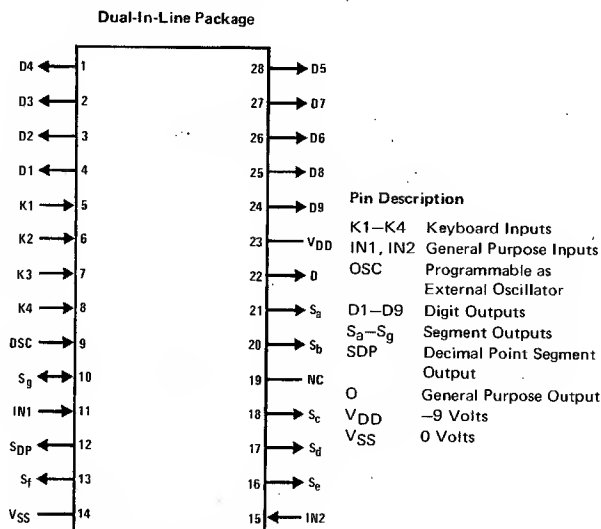 Dual-In-Line Package
D4 1 28 D5
D3 2 27 D7
D2 3 26 D6
D1 4 25 D8
K1 5 24 D9
K2 6 23 VDD
K3 7 22 O
K4 8 21 Sa
OSC 9 20 Sb
Sg 10 19 NC
IN1 11 18 Sc
SDP 12 17 Sd
Sf 13 16 Se
VSS 14 15 IN2
Pin Description
K1–K4 Keyboard Inputs
IN1, IN2 General Purpose Inputs
OSC Programmable as
External Oscillator
D1–D9 Digit Outputs
Sa–Sg Segment Outputs
SDP Decimal Point Segment
Output
O General Purpose Output
VDD –9 Volts
VSS 0 Volts